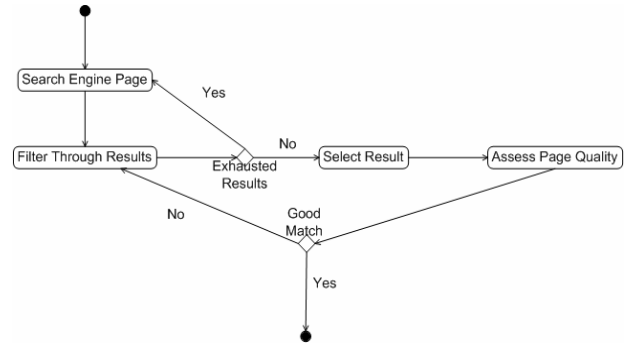 Search Engine Page
Yes
No
Filter Through Results
Exhausted
Results
Select Result
Assess Page Quality
No
Good
Match
Yes